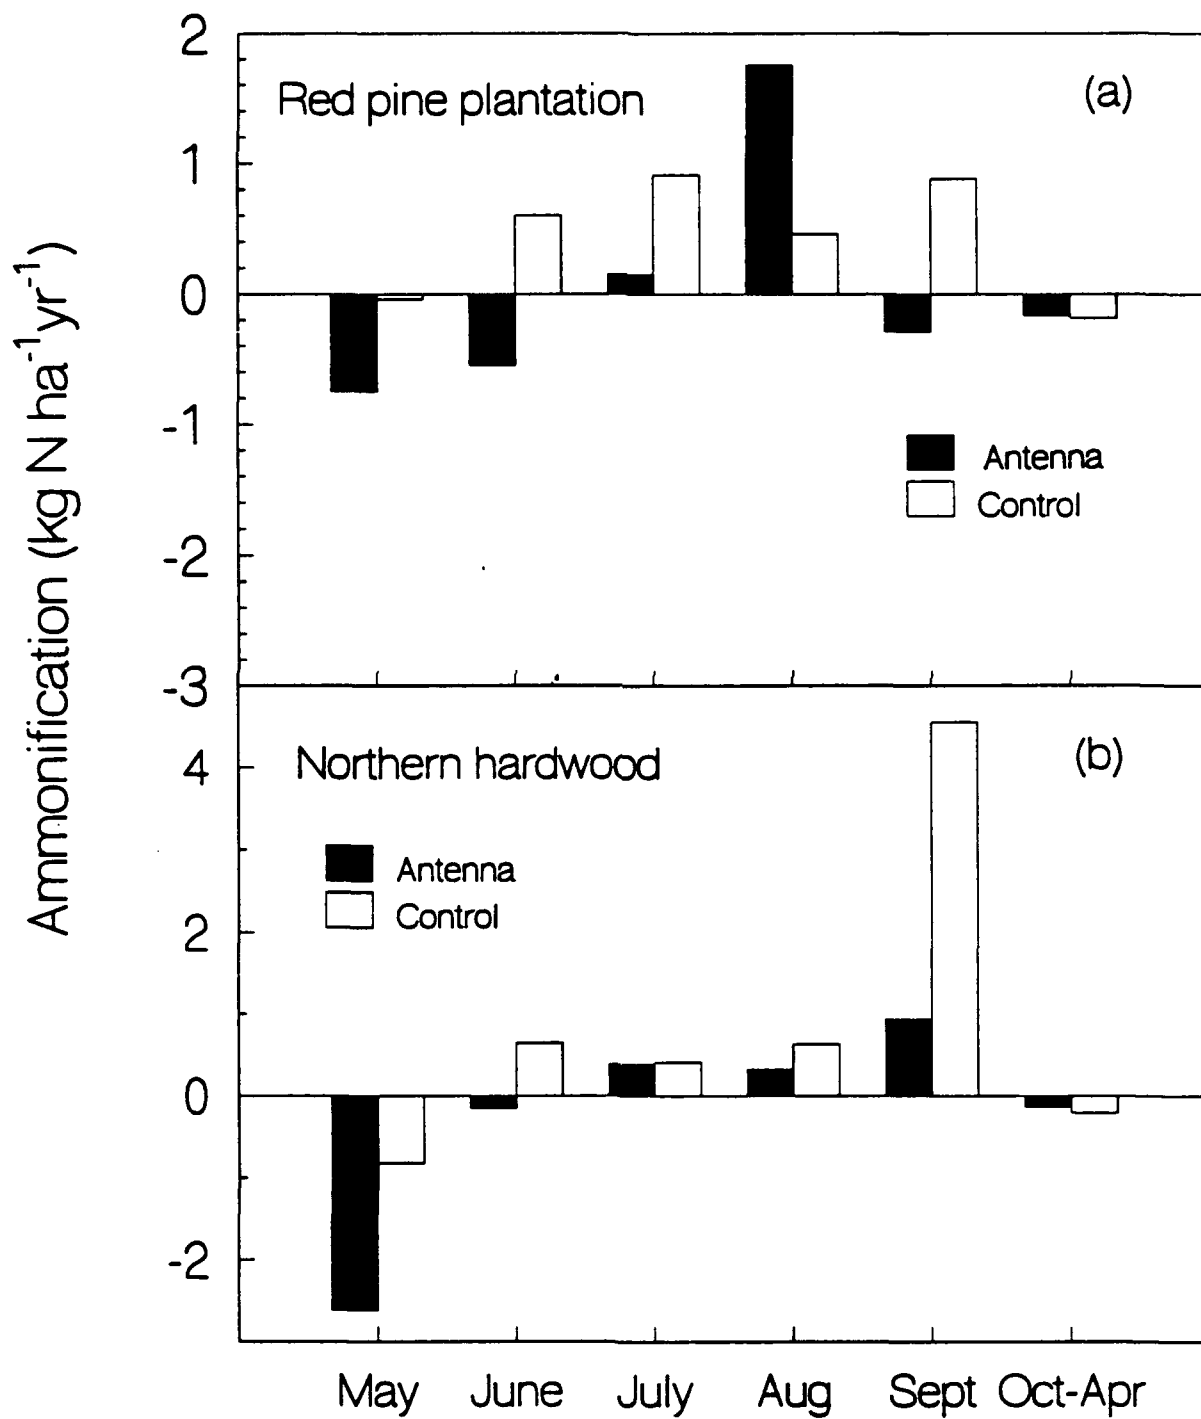 Ammonification (kg N ha⁻¹yr⁻¹)
2
1
0
-1
-2
-3
Red pine plantation
(a)
Antenna
Control
4
2
0
-2
Northern hardwood
(b)
Antenna
Control
May June July Aug Sept Oct-Apr